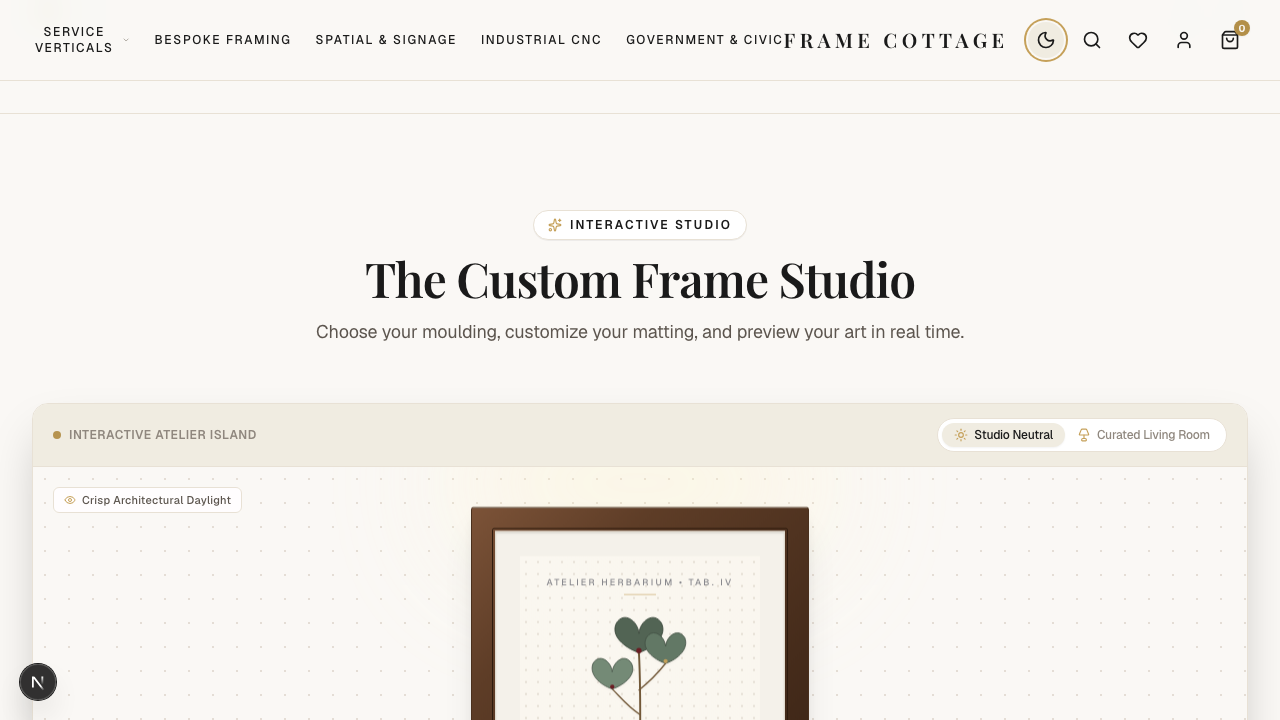 SERVICE
VERTICALS
BESPOKE FRAMING
SPATIAL & SIGNAGE
INDUSTRIAL CNC
GOVERNMENT & CIVIC
FRAME COTTAGE
0
INTERACTIVE STUDIO
The Custom Frame Studio
Choose your moulding, customize your matting, and preview your art in real time.
INTERACTIVE ATELIER ISLAND
Studio Neutral
Curated Living Room
Crisp Architectural Daylight
ATELIER HERBARIUM • TAB. IV
N